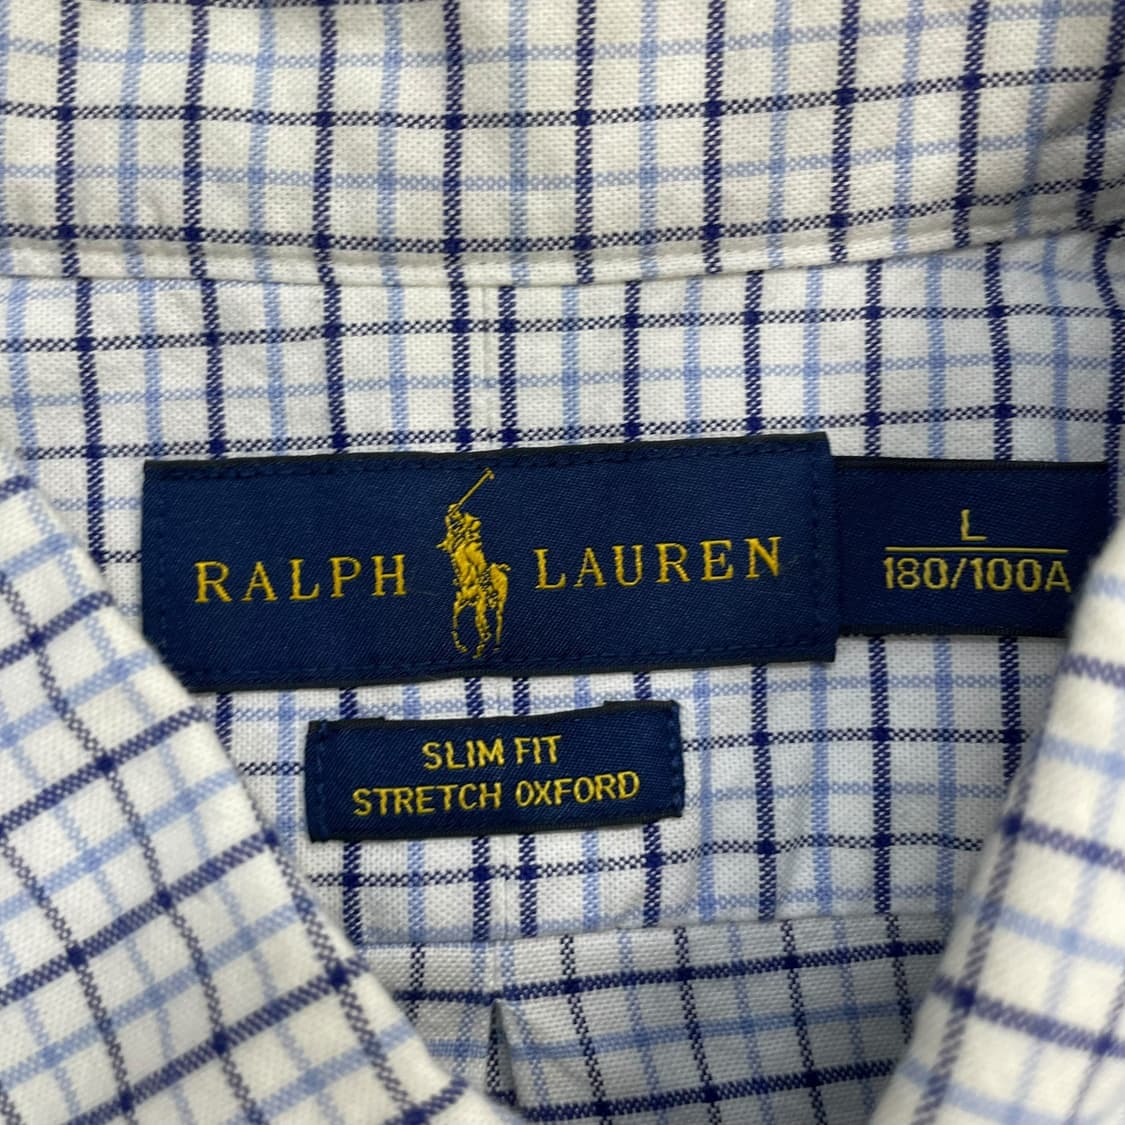 RALPH LAUREN
L
180/100A
SLIM FIT
STRETCH OXFORD